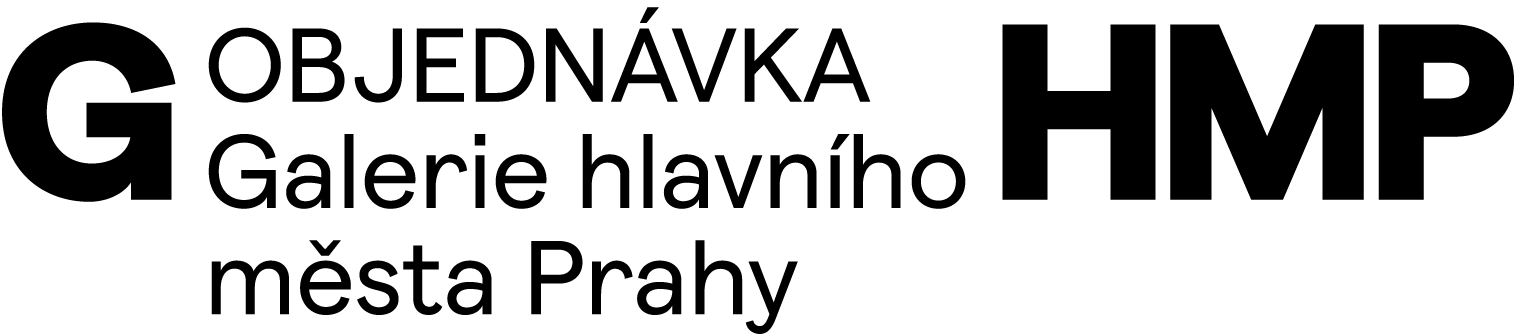 G OBJEDNÁVKA HMP
Galerie hlavního
města Prahy